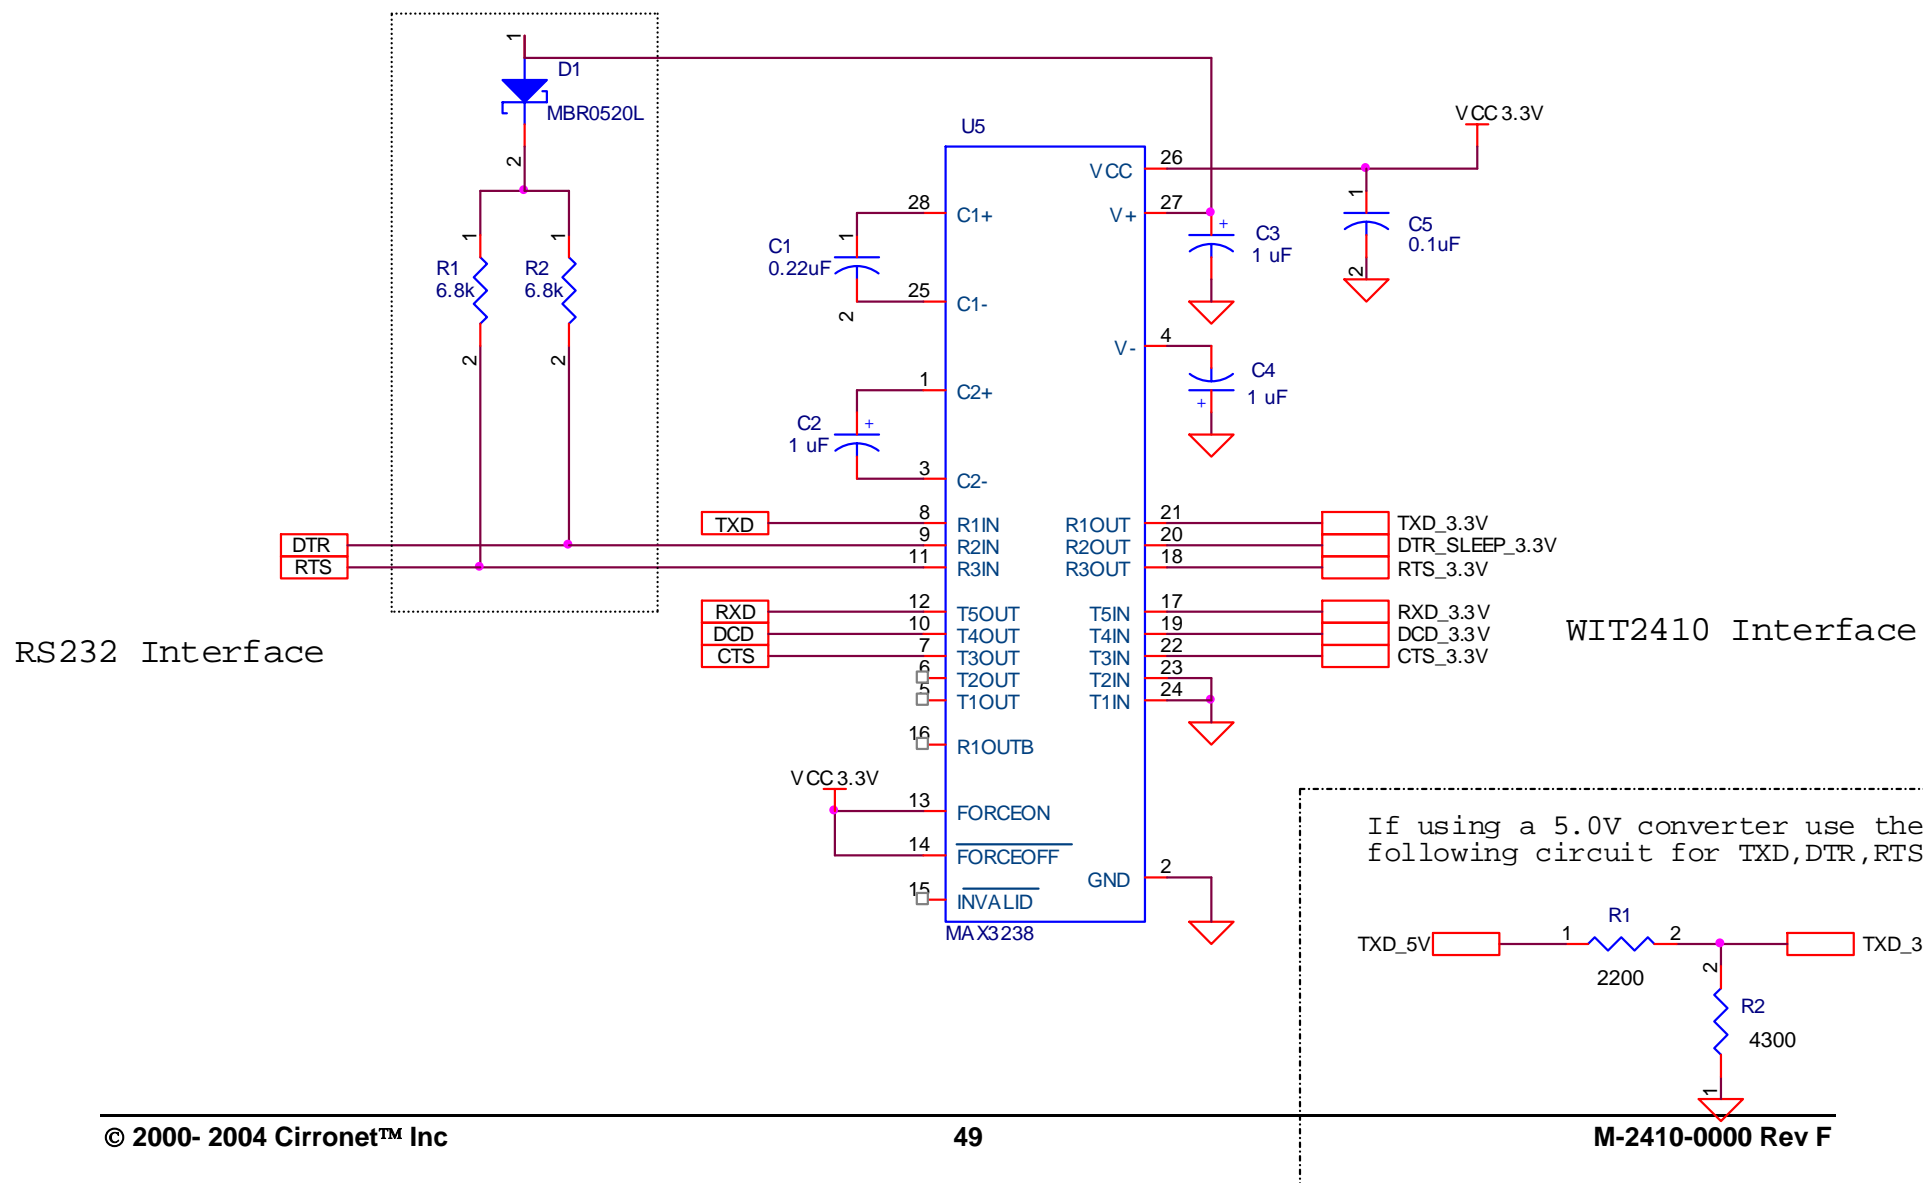 1
D1
MBR0520L
2
1
R1
6.8k
2
1
R2
6.8k
2
DTR
RTS
RS232 Interface
U5
VCC 3.3V
28
C1+
VCC
26
1
C1
0.22uF
25
C1-
2
V+
27
+
C3
1 uF
1
C5
0.1uF
2
V-
4
C4
1 uF
+
1
C2+
C2
1 uF
+
3
C2-
TXD
8
R1IN
R1OUT
21
TXD_3.3V
9
R2IN
R2OUT
20
DTR_SLEEP_3.3V
11
R3IN
R3OUT
18
RTS_3.3V
RXD
12
T5OUT
T5IN
17
RXD_3.3V
DCD
10
T4OUT
T4IN
19
DCD_3.3V
CTS
7
T3OUT
T3IN
22
CTS_3.3V
6
T2OUT
T2IN
23
5
T1OUT
T1IN
24
WIT2410 Interface
16
R1OUTB
VCC 3.3V
13
FORCEON
14
FORCEOFF
GND
2
15
INVALID
MAX3238
If using a 5.0V converter use the
following circuit for TXD,DTR,RTS
TXD_5V
1
R1
2
2200
TXD_3
2
R2
4300
1
© 2000- 2004 Cirronet™ Inc
49
M-2410-0000 Rev F